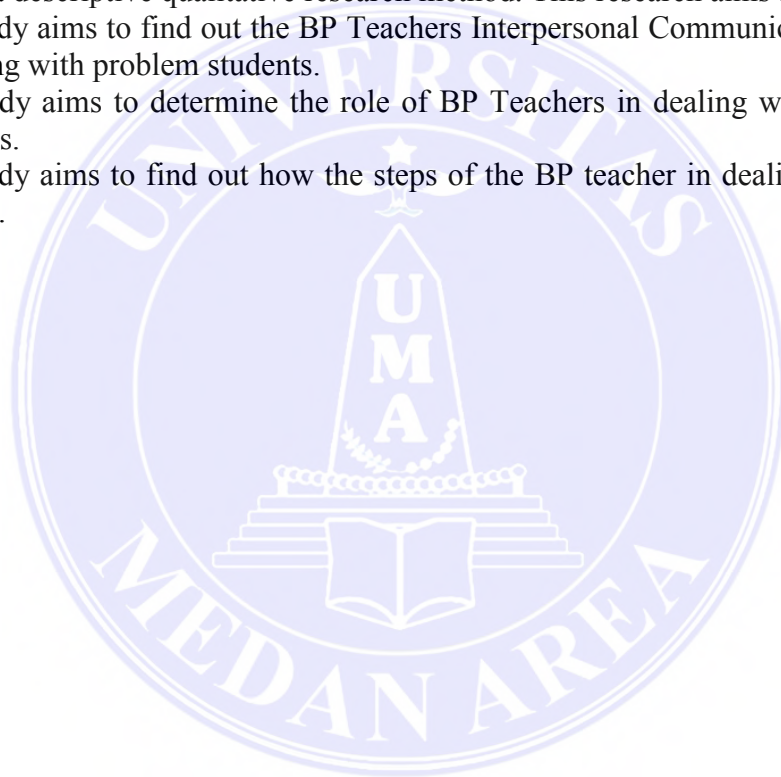 descriptive qualitative research method. This research aims
dy aims to find out the BP Teachers Interpersonal Communic
ng with problem students.
dy aims to determine the role of BP Teachers in dealing w
s.
dy aims to find out how the steps of the BP teacher in deali
.
UNIVERSITAS
UMA
MEDAN AREA